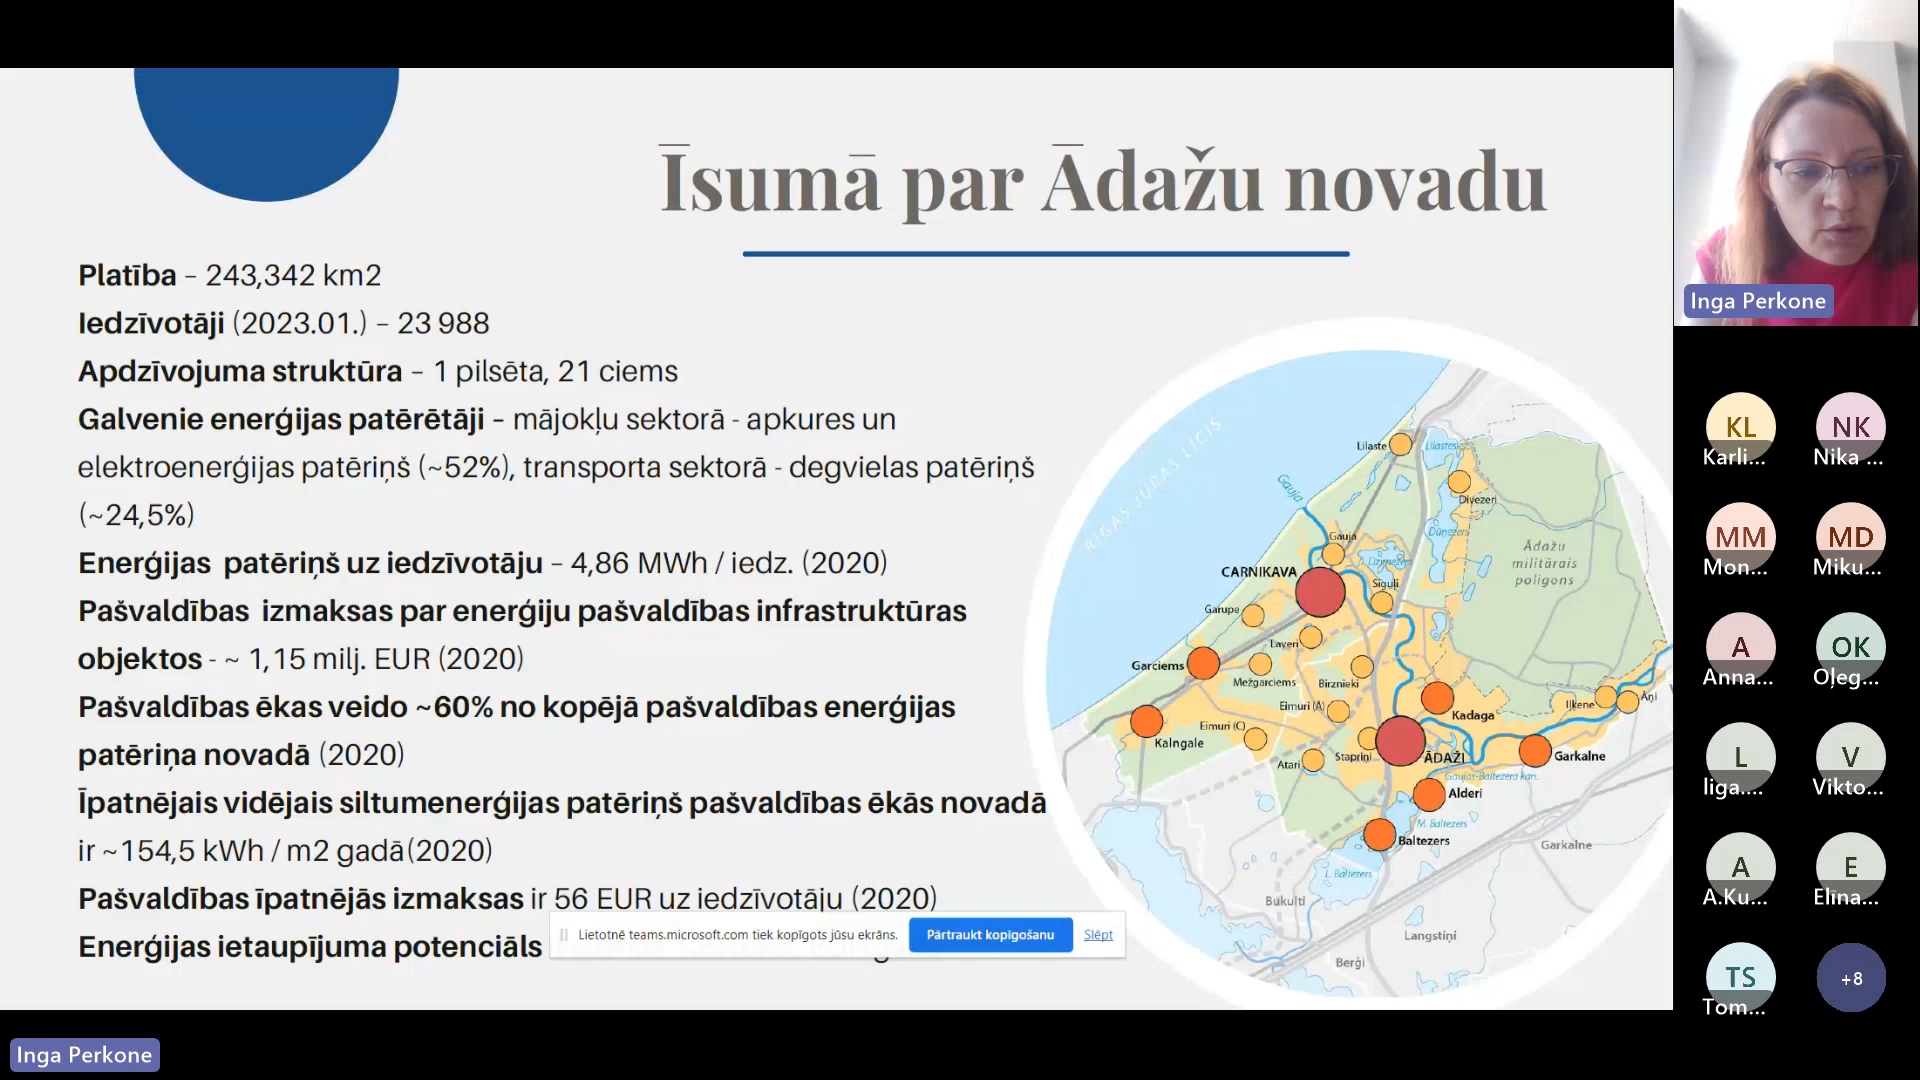 Īsumā par Ādažu novadu
Platība – 243,342 km2
Iedzīvotāji (2023.01.) – 23 988
Apdzīvojuma struktūra – 1 pilsēta, 21 ciems
Galvenie enerģijas patērētāji – mājokļu sektorā - apkures un
elektroenerģijas patēriņš (~52%), transporta sektorā - degvielas patēriņš
(~24,5%)
Enerģijas patēriņš uz iedzīvotāju – 4,86 MWh / iedz. (2020)
Pašvaldības izmaksas par enerģiju pašvaldības infrastruktūras
objektos - ~ 1,15 milj. EUR (2020)
Pašvaldības ēkas veido ~60% no kopējā pašvaldības enerģijas
patēriņa novadā (2020)
Īpatnējais vidējais siltumenerģijas patēriņš pašvaldības ēkās novadā
ir ~154,5 kWh / m2 gadā(2020)
Pašvaldības īpatnējās izmaksas ir 56 EUR uz iedzīvotāju (2020)
Enerģijas ietaupījuma potenciāls
Lietotnē teams.microsoft.com tiek kopīgots jūsu ekrāns.
Pārtraukt kopīgošanu
Slēpt
RĪGAS JŪRAS LĪCIS
Lilaste
Gauja
Divezeri
Dūņezers
Gauja
Ādažu
militārais
poligons
CARNIKAVA
Siguļi
Garupe
Laveri
Garciems
Mežgarciems
Birznieki
Eimuri (Ā)
Iļķene
Āņi
Kadaga
Kalngale
Eimuri (C)
Stapriņi
ĀDAŽI
Garkalne
Atari
Gaujas-Baltezera kan.
Alderi
M. Baltezers
Baltezers
Garkalne
L. Baltezers
Bukulti
Langstiņi
Berģi
Inga Perkone
KL
Karli...
NK
Nika ...
MM
Mon...
MD
Miku...
A
Anna...
OK
Oļeg...
L
liga....
V
Vikto...
A
A.Ku...
E
Elīna...
TS
Tom...
+8
Inga Perkone